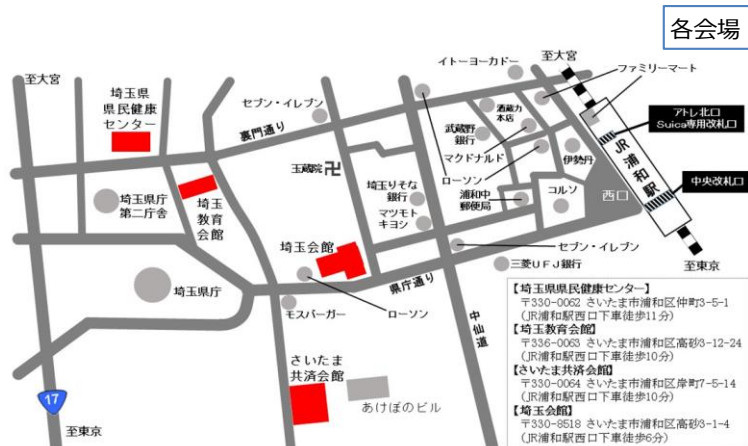 各会場
至大宮
イトーヨーカドー
至大宮
ファミリーマート
埼玉県
県民健康
センター
セブン・イレブン
酒蔵力
本店
アトレ北口
Suica専用改札口
裏門通り
武蔵野
銀行
マクドナルド
JR浦和駅
玉蔵院
卍
ローソン
伊勢丹
埼玉りそな
銀行
浦和中
郵便局
コルソ
西口
中央改札口
埼玉県庁
第二庁舎
埼玉
教育
会館
マツモト
キヨシ
埼玉会館
セブン・イレブン
三菱UFJ銀行
至東京
埼玉県庁
県庁通り
モスバーガー
ローソン
中仙道
さいたま
共済会館
あけぼのビル
17
至東京
【埼玉県県民健康センター】
〒330-0062 さいたま市浦和区仲町3-5-1
(JR浦和駅西口下車徒歩11分)
【埼玉教育会館】
〒336-0063 さいたま市浦和区高砂3-12-24
(JR浦和駅西口下車徒歩10分)
【さいたま共済会館】
〒330-0064 さいたま市浦和区岸町7-5-14
(JR浦和駅西口下車徒歩10分)
【埼玉会館】
〒330-8518 さいたま市浦和区高砂3-1-4
(JR浦和駅西口下車徒歩6分)